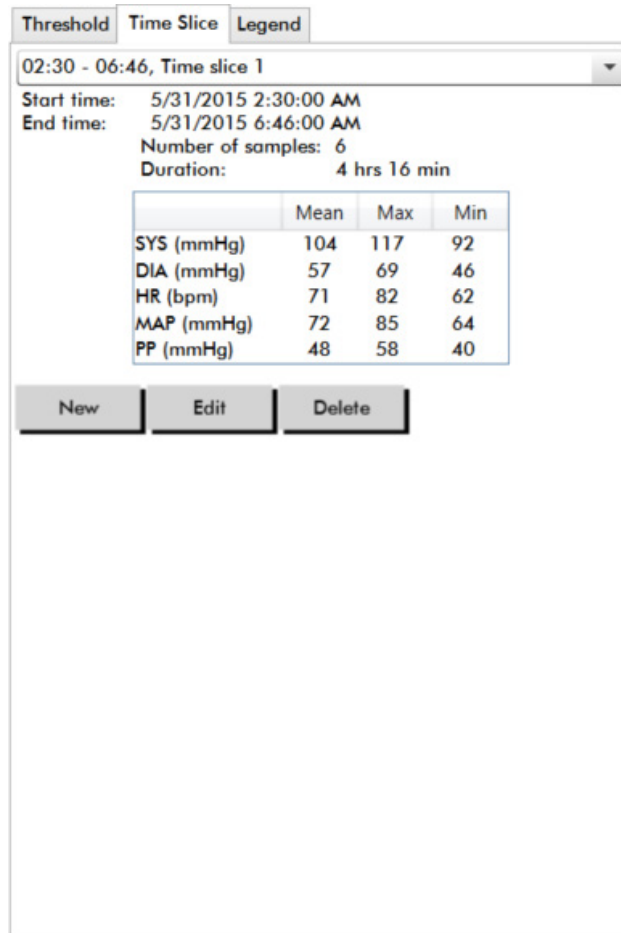 Threshold Time Slice Legend
02:30 - 06:46, Time slice 1
Start time: 5/31/2015 2:30:00 AM
End time: 5/31/2015 6:46:00 AM
Number of samples: 6
Duration: 4 hrs 16 min
Mean Max Min
SYS (mmHg) 104 117 92
DIA (mmHg) 57 69 46
HR (bpm) 71 82 62
MAP (mmHg) 72 85 64
PP (mmHg) 48 58 40
New Edit Delete